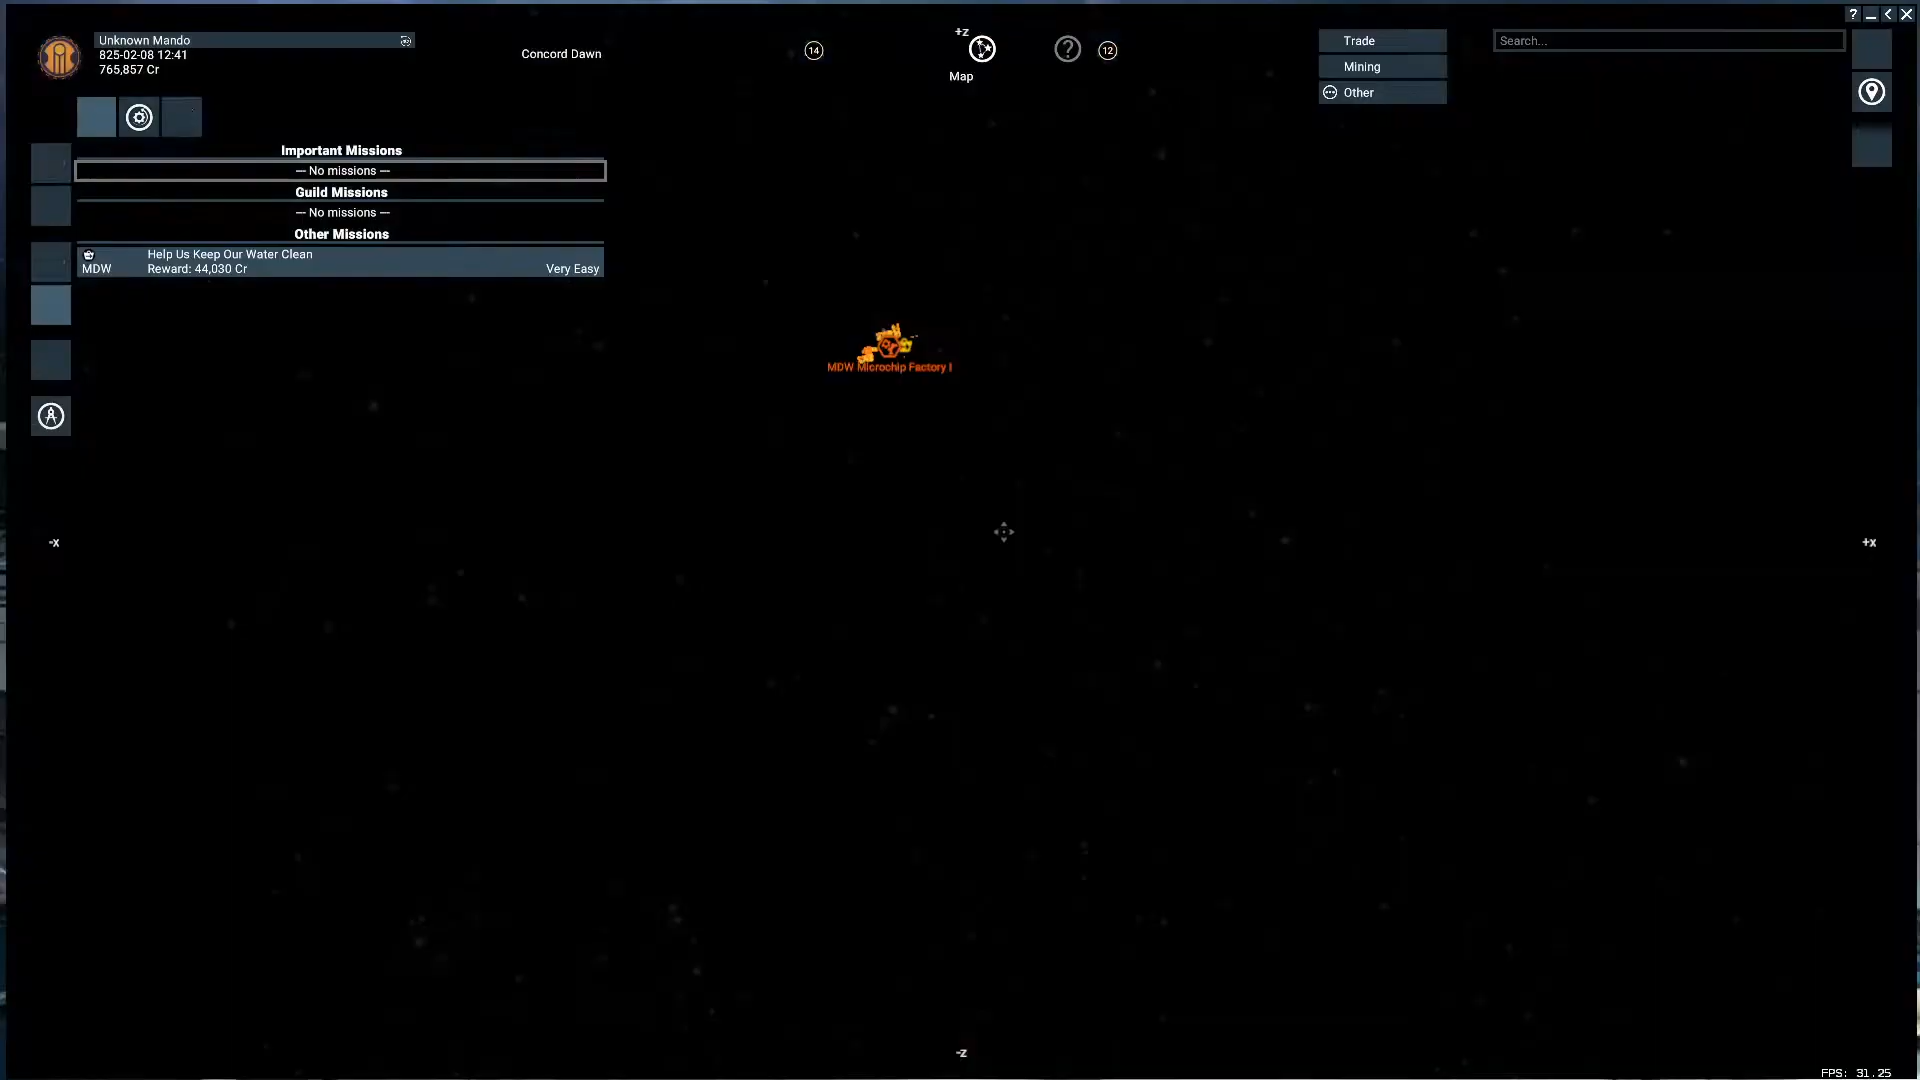 ? _ < X
Unknown Mando
825-02-08 12:41
765,857 Cr
Concord Dawn
14
+z
Map
?
12
Trade
Mining
Other
Search...
Important Missions
--- No missions ---
Guild Missions
--- No missions ---
Other Missions
Help Us Keep Our Water Clean
MDW
Reward: 44,030 Cr
Very Easy
MDW Microchip Factory I
-x
+x
-z
FPS: 31.25